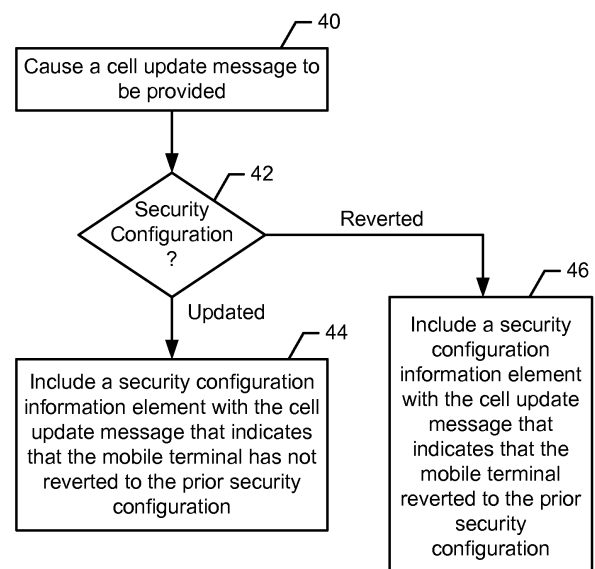 40
Cause a cell update message to
be provided
42
Security
Configuration
?
Reverted
Updated
44
Include a security configuration
information element with the cell
update message that indicates
that the mobile terminal has not
reverted to the prior security
configuration
46
Include a security
configuration
information element
with the cell update
message that
indicates that the
mobile terminal
reverted to the prior
security
configuration